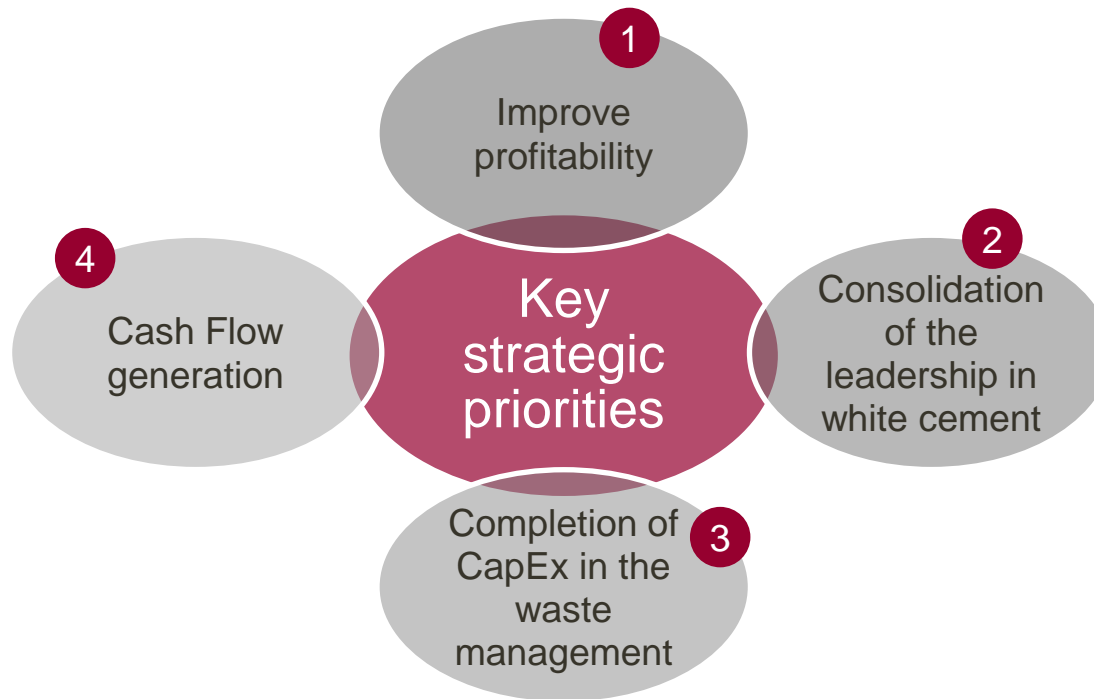 1
Improve
profitability
2
Consolidation
of the
leadership in
white cement
Key
strategic
priorities
4
Cash Flow
generation
3
Completion of
CapEx in the
waste
management